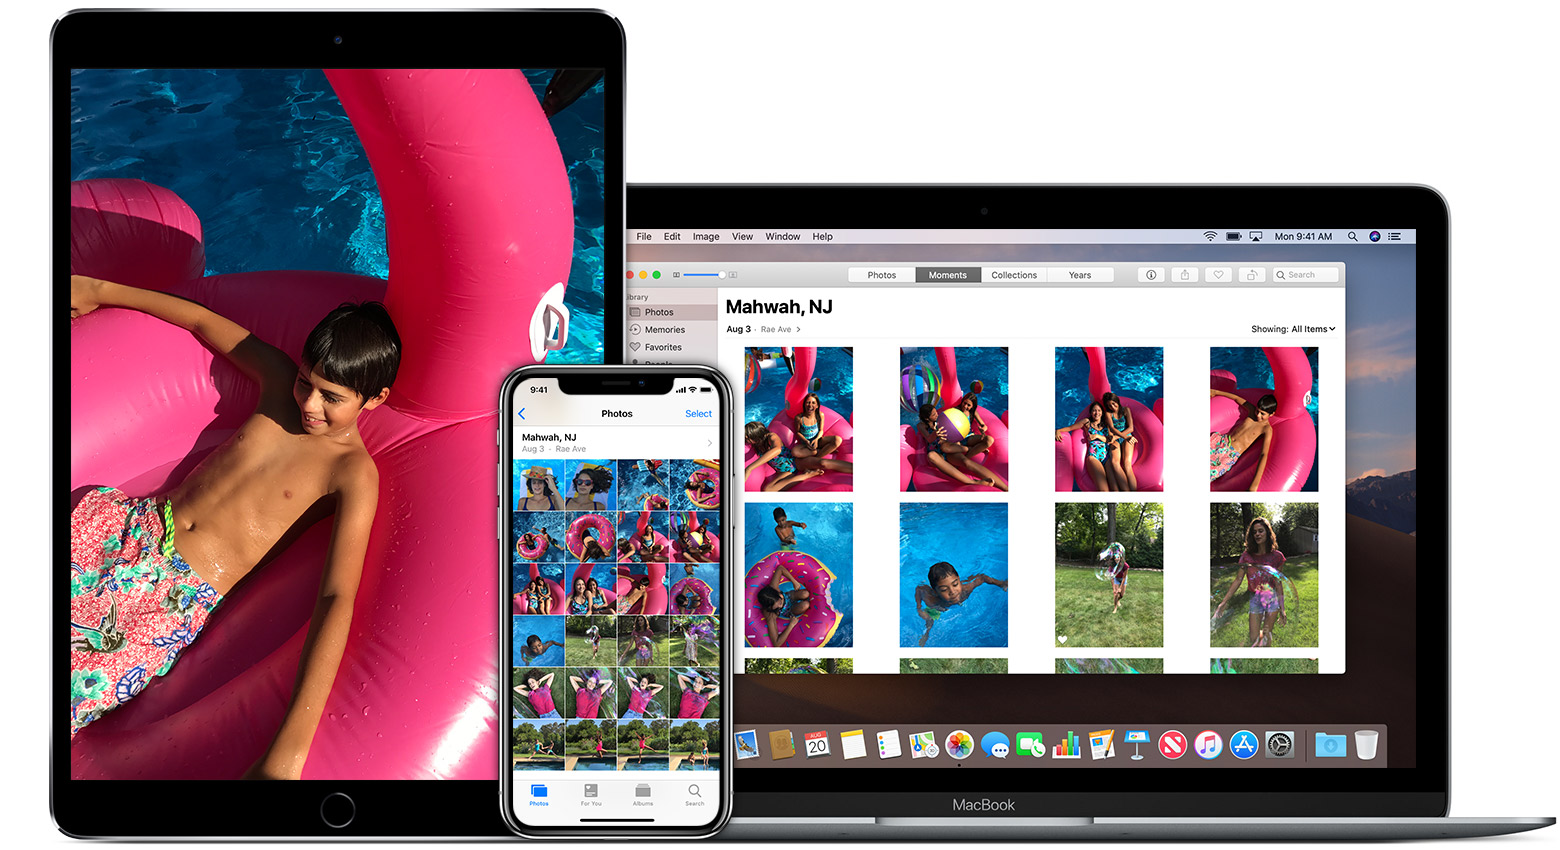 File Edit Image View Window Help
Mon 9:41 AM
Photos Moments Collections Years
Search
Library
Photos
Memories
Favorites
People
Mahwah, NJ
Aug 3 · Rae Ave >
Showing: All Items
AUG
20
MacBook
9:41
Photos
Select
Mahwah, NJ
Aug 3 · Rae Ave
Photos
For You
Albums
Search